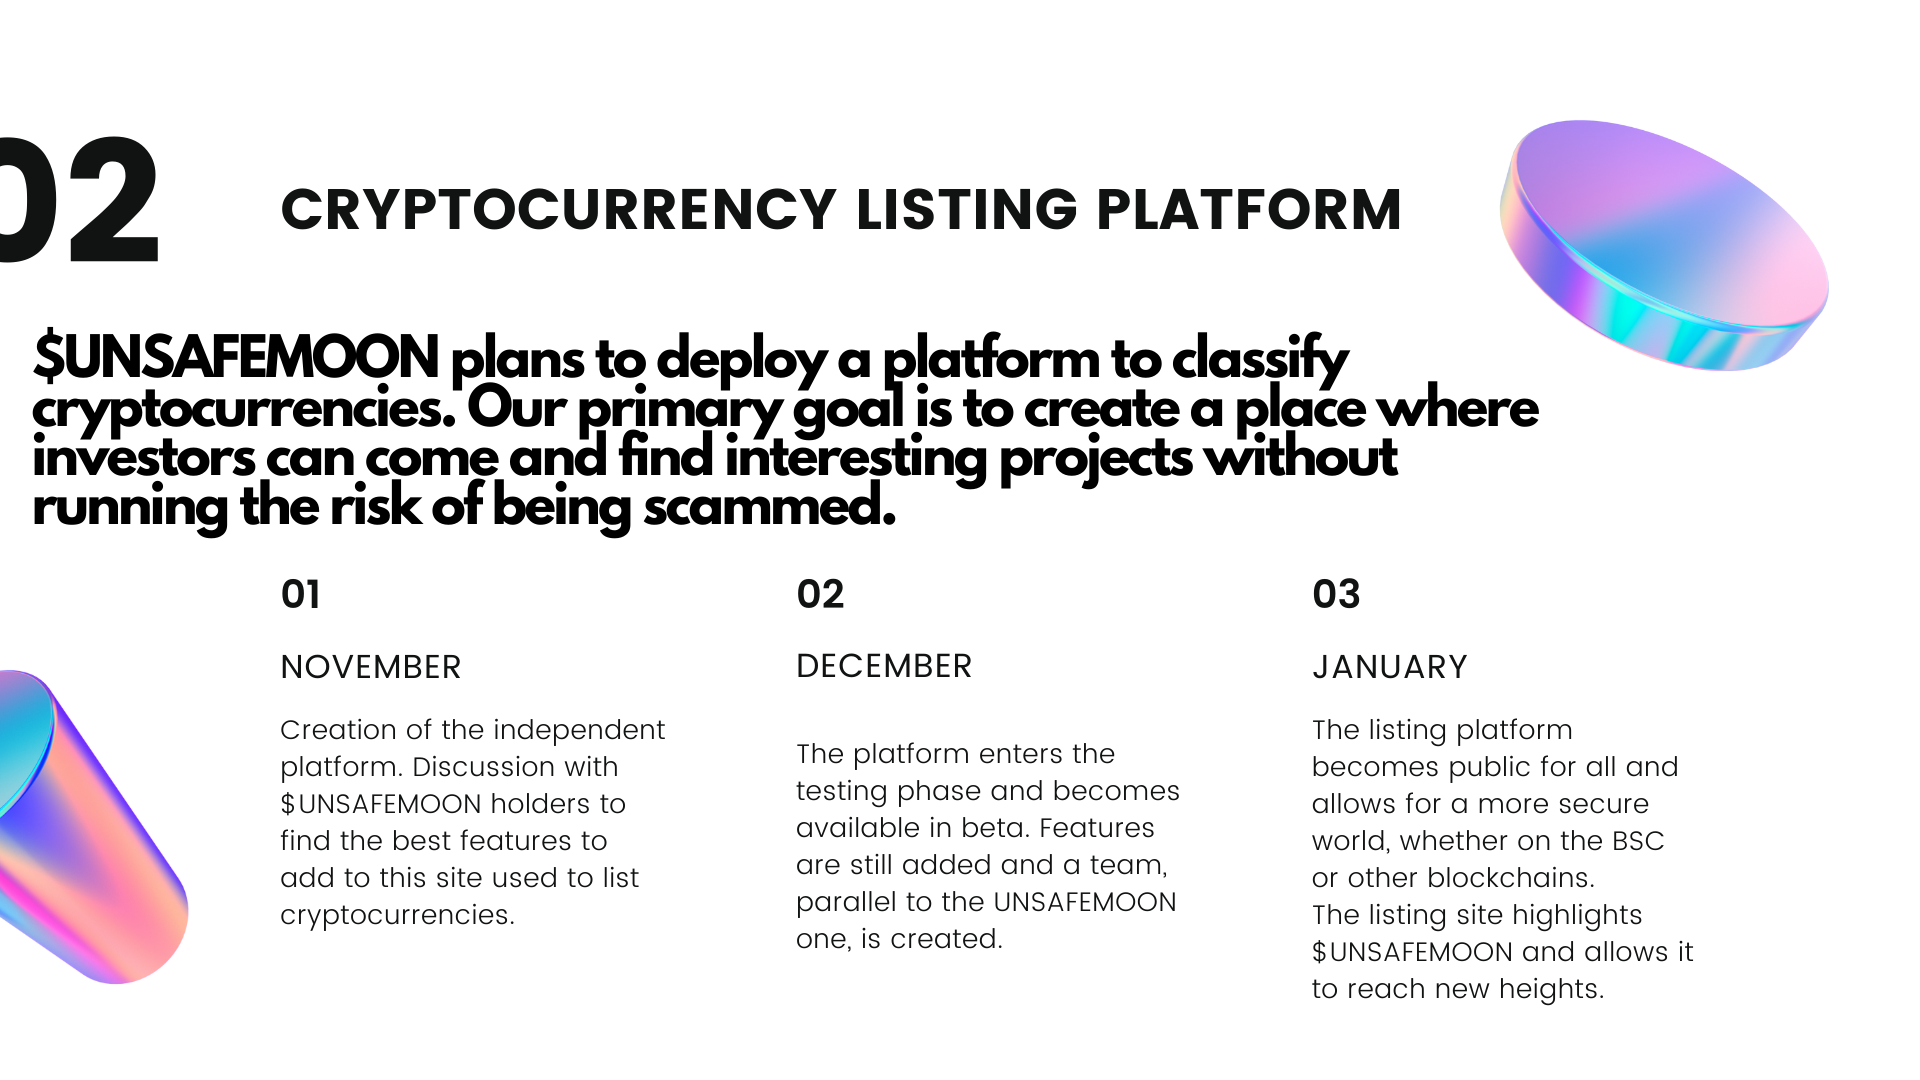 02
CRYPTOCURRENCY LISTING PLATFORM
$UNSAFEMOON plans to deploy a platform to classify
cryptocurrencies. Our primary goal is to create a place where
investors can come and find interesting projects without
running the risk of being scammed.
01
NOVEMBER
Creation of the independent
platform. Discussion with
$UNSAFEMOON holders to
find the best features to
add to this site used to list
cryptocurrencies.
02
DECEMBER
The platform enters the
testing phase and becomes
available in beta. Features
are still added and a team,
parallel to the UNSAFEMOON
one, is created.
03
JANUARY
The listing platform
becomes public for all and
allows for a more secure
world, whether on the BSC
or other blockchains.
The listing site highlights
$UNSAFEMOON and allows it
to reach new heights.